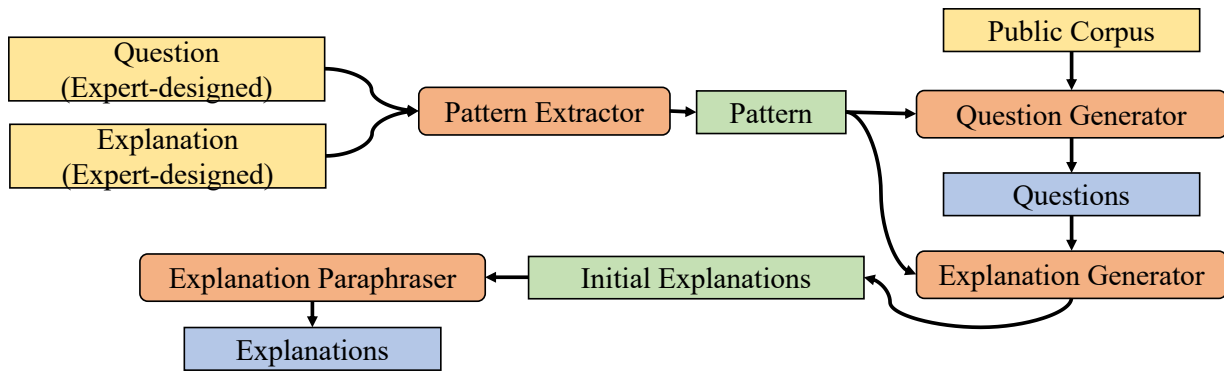 Question
(Expert-designed)
Explanation
(Expert-designed)
Pattern Extractor
Pattern
Public Corpus
Question Generator
Questions
Explanation Generator
Initial Explanations
Explanation Paraphraser
Explanations